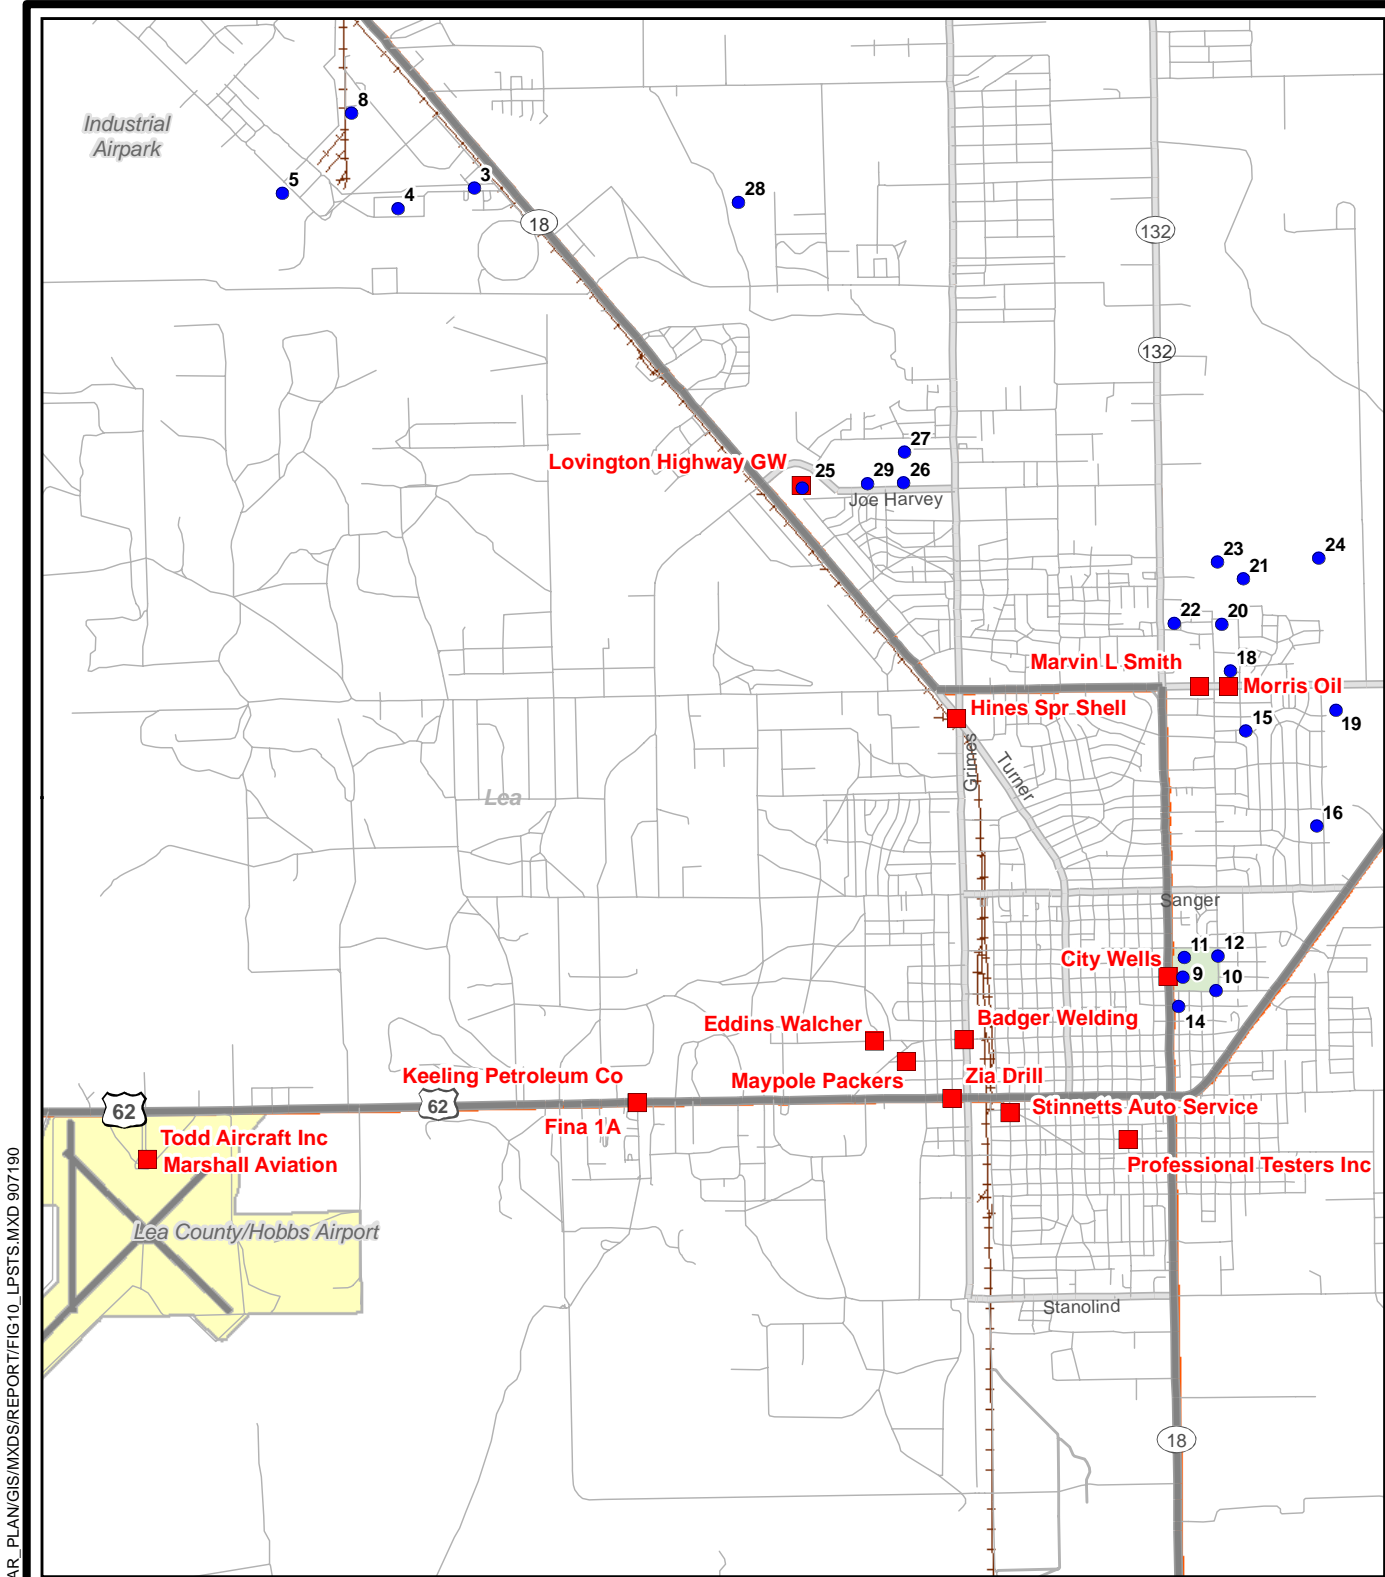 8
Industrial
Airpark
5
4
3
28
18
132
132
27
Lovington Highway GW
25
29
26
Joe Harvey
23
24
21
22
20
Marvin L Smith
18
Morris Oil
Hines Spr Shell
15
19
Grimes
Turner
Lea
16
Sanger
11
12
City Wells
9
10
14
Badger Welding
Eddins Walcher
Zia Drill
Keeling Petroleum Co
Maypole Packers
62
62
Stinnetts Auto Service
Fina 1A
Todd Aircraft Inc
Marshall Aviation
Professional Testers Inc
Lea County/Hobbs Airport
Stanolind
18
AR_PLAN/GIS/MXDS/REPORT/FIG10_LPSTS.MXD 907190